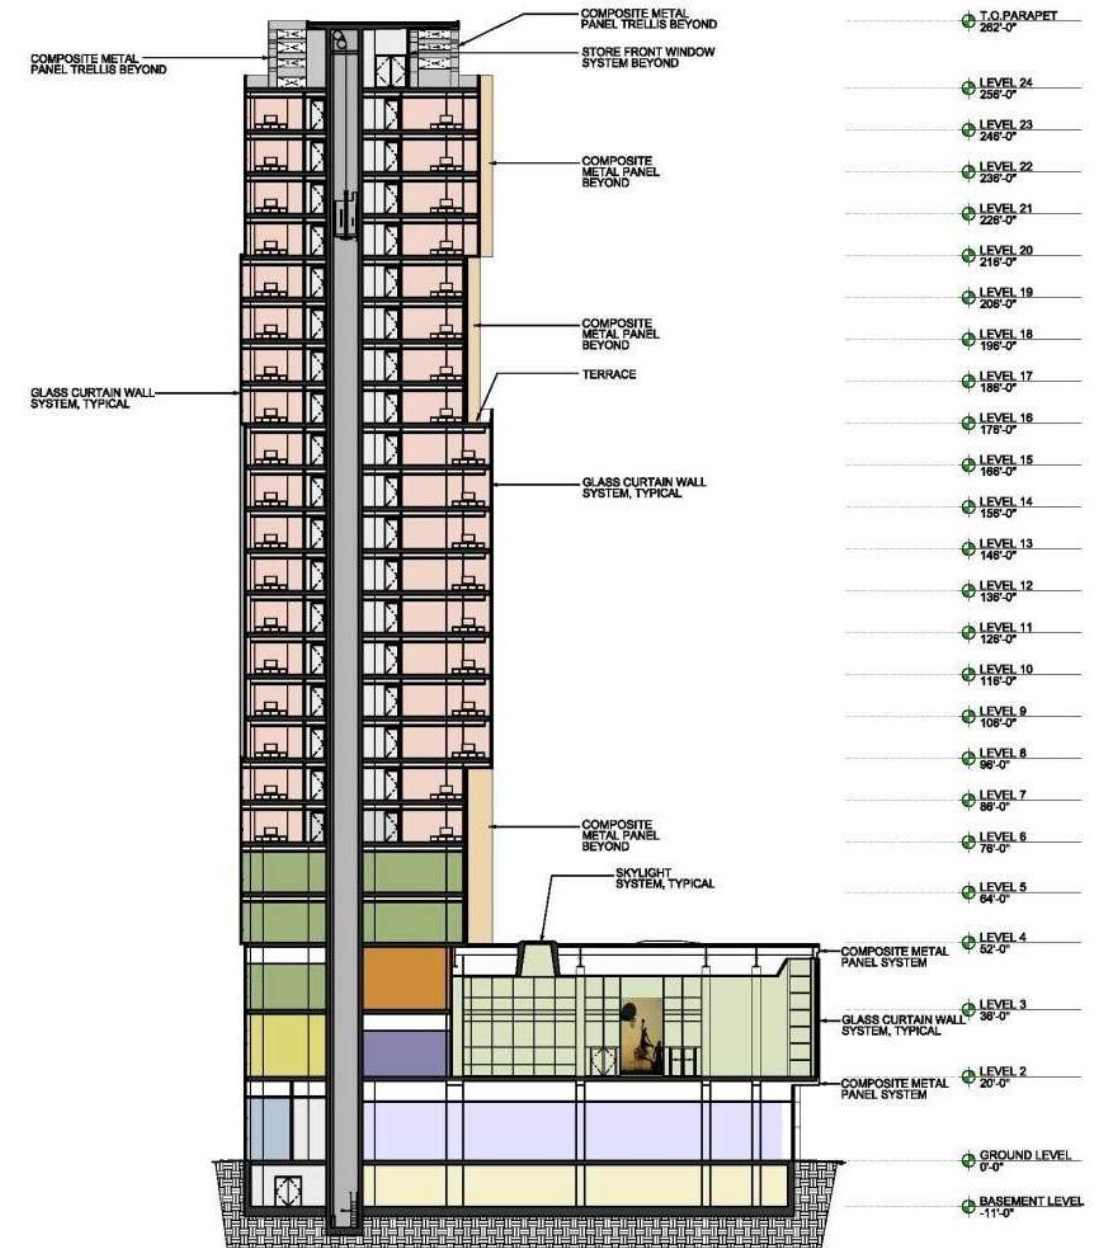 COMPOSITE METAL
PANEL TRELLIS BEYOND
COMPOSITE METAL
PANEL TRELLIS BEYOND
STORE FRONT WINDOW
SYSTEM BEYOND
COMPOSITE
METAL PANEL
BEYOND
COMPOSITE
METAL PANEL
BEYOND
TERRACE
GLASS CURTAIN WALL
SYSTEM, TYPICAL
GLASS CURTAIN WALL
SYSTEM, TYPICAL
COMPOSITE
METAL PANEL
BEYOND
SKYLIGHT
SYSTEM, TYPICAL
COMPOSITE METAL
PANEL SYSTEM
GLASS CURTAIN WALL
SYSTEM, TYPICAL
COMPOSITE METAL
PANEL SYSTEM
T.O.PARAPET
262'-0"
LEVEL 24
256'-0"
LEVEL 23
246'-0"
LEVEL 22
236'-0"
LEVEL 21
226'-0"
LEVEL 20
216'-0"
LEVEL 19
206'-0"
LEVEL 18
196'-0"
LEVEL 17
186'-0"
LEVEL 16
176'-0"
LEVEL 15
166'-0"
LEVEL 14
156'-0"
LEVEL 13
146'-0"
LEVEL 12
136'-0"
LEVEL 11
126'-0"
LEVEL 10
116'-0"
LEVEL 9
106'-0"
LEVEL 8
96'-0"
LEVEL 7
86'-0"
LEVEL 6
76'-0"
LEVEL 5
64'-0"
LEVEL 4
52'-0"
LEVEL 3
36'-0"
LEVEL 2
20'-0"
GROUND LEVEL
0'-0"
BASEMENT LEVEL
-11'-0"